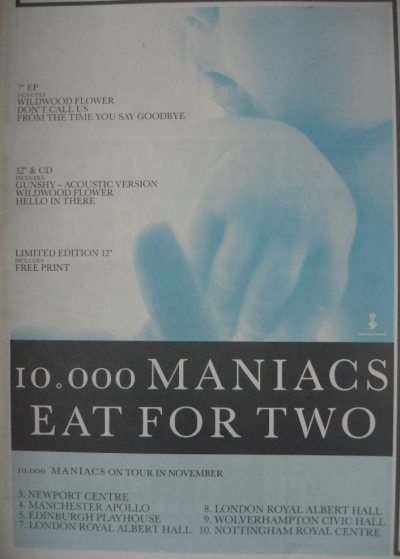 7" EP
INCLUDES
WILDWOOD FLOWER
DON'T CALL US
FROM THE TIME YOU SAY GOODBYE
12" & CD
INCLUDES
GUNSHY – ACOUSTIC VERSION
WILDWOOD FLOWER
HELLO IN THERE
LIMITED EDITION 12"
INCLUDES
FREE PRINT
10.000 MANIACS
EAT FOR TWO
10.000 MANIACS ON TOUR IN NOVEMBER
3. NEWPORT CENTRE
4. MANCHESTER APOLLO
5. EDINBURGH PLAYHOUSE
7. LONDON ROYAL ALBERT HALL
8. LONDON ROYAL ALBERT HALL
9. WOLVERHAMPTON CIVIC HALL
10. NOTTINGHAM ROYAL CENTRE